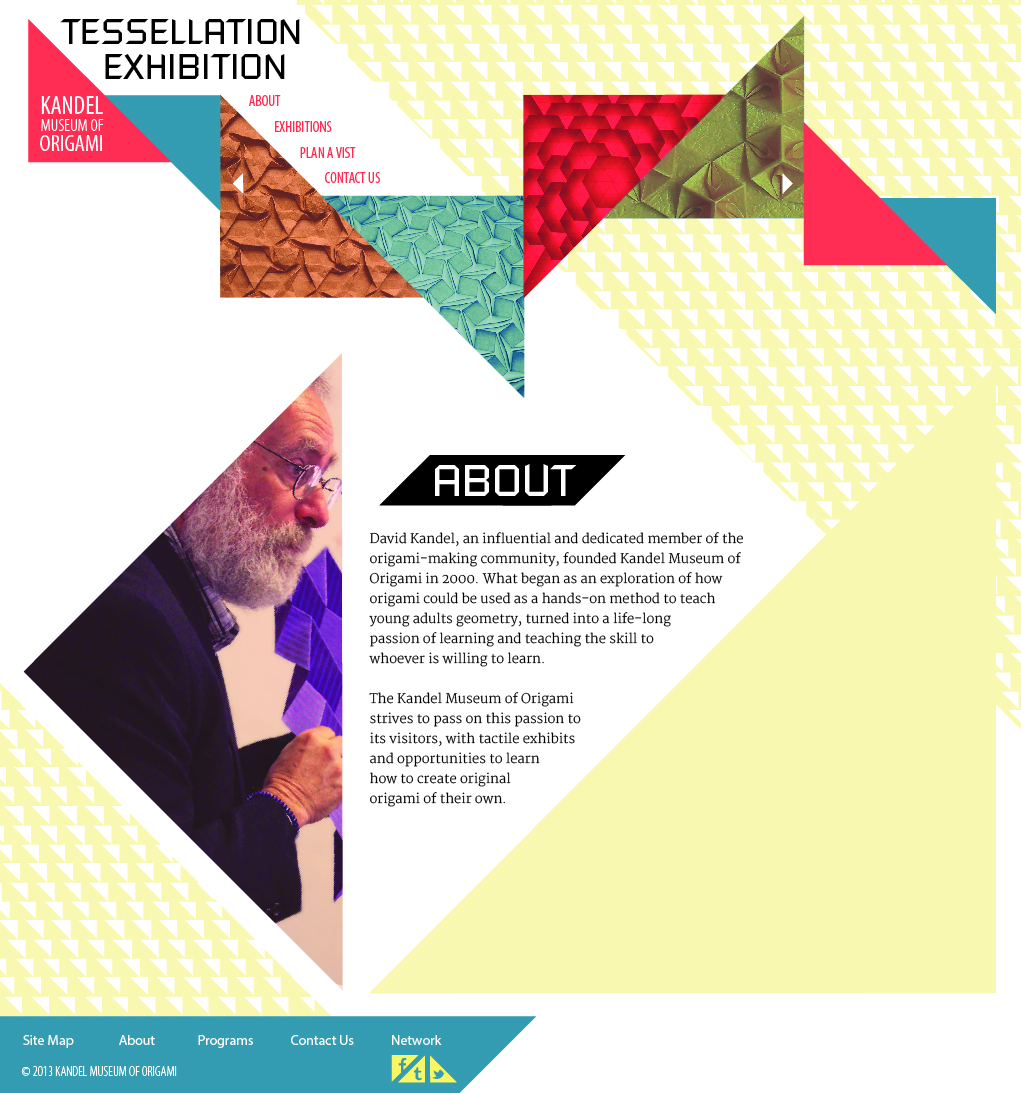 TESSELLATION
EXHIBITION
KANDEL
MUSEUM OF
ORIGAMI
ABOUT
EXHIBITIONS
PLAN A VIST
CONTACT US
ABOUT
David Kandel, an influential and dedicated member of the
origami-making community, founded Kandel Museum of
Origami in 2000. What began as an exploration of how
origami could be used as a hands-on method to teach
young adults geometry, turned into a life-long
passion of learning and teaching the skill to
whoever is willing to learn.
The Kandel Museum of Origami
strives to pass on this passion to
its visitors, with tactile exhibits
and opportunities to learn
how to create original
origami of their own.
Site Map About Programs Contact Us Network
© 2013 KANDEL MUSEUM OF ORIGAMI
f t